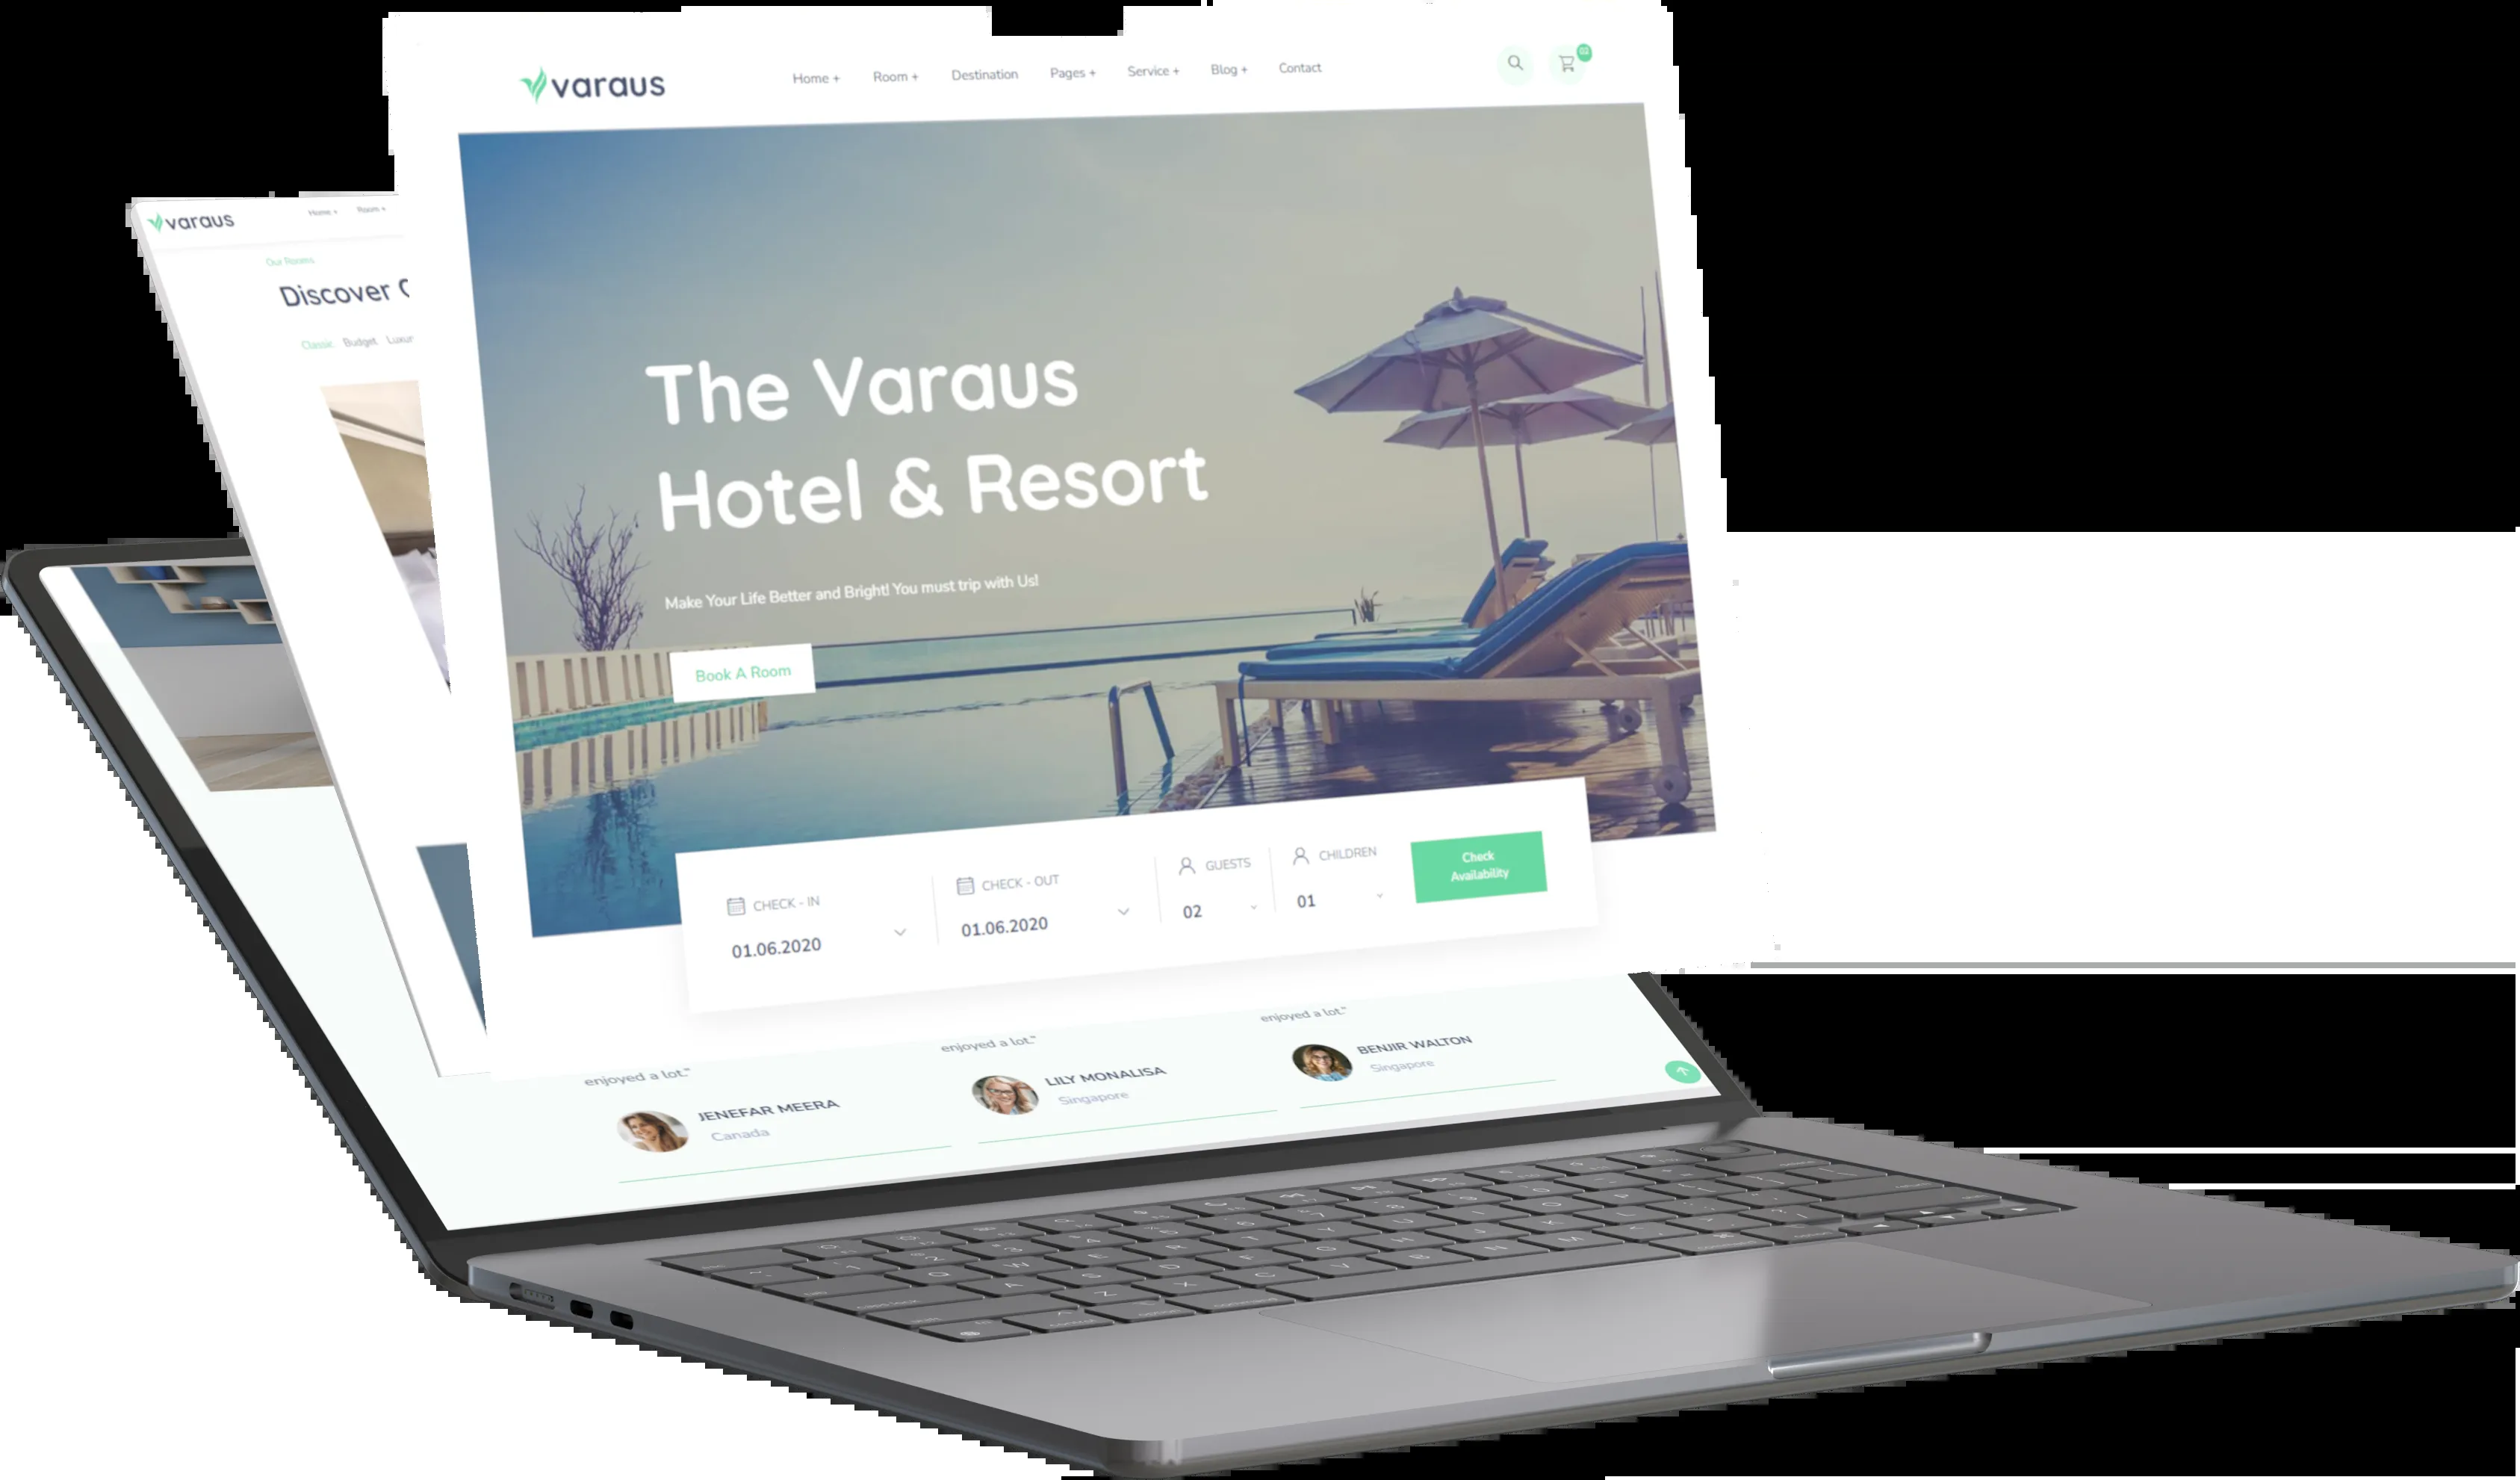 varaus
Home + Room + Destination Pages + Service + Blog + Contact
The Varaus
Hotel & Resort
Make Your Life Better and Bright! You must trip with Us!
Book A Room
CHECK - IN
01.06.2020
CHECK - OUT
01.06.2020
GUESTS
02
CHILDREN
01
Check
Availability
varaus
Home + Room +
Our Rooms
Discover
Classic Budget Luxur
enjoyed a lot."
JENEFAR MEERA
Canada
enjoyed a lot."
LILY MONALISA
Singapore
enjoyed a lot."
BENJIR WALTON
Singapore